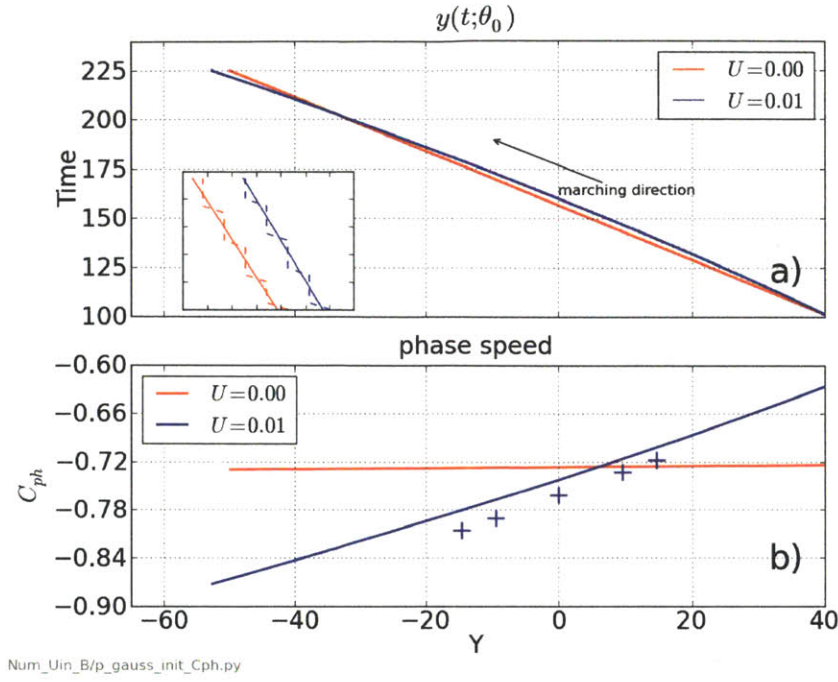 y(t;θ₀)
225
200
175
150
125
100
Time
U=0.00
U=0.01
marching direction
a)
phase speed
−0.60
−0.66
−0.72
−0.78
−0.84
−0.90
C_ph
U=0.00
U=0.01
b)
−60 −40 −20 0 20 40
Y
Num_Uin_B/p_gauss_init_Cph.py